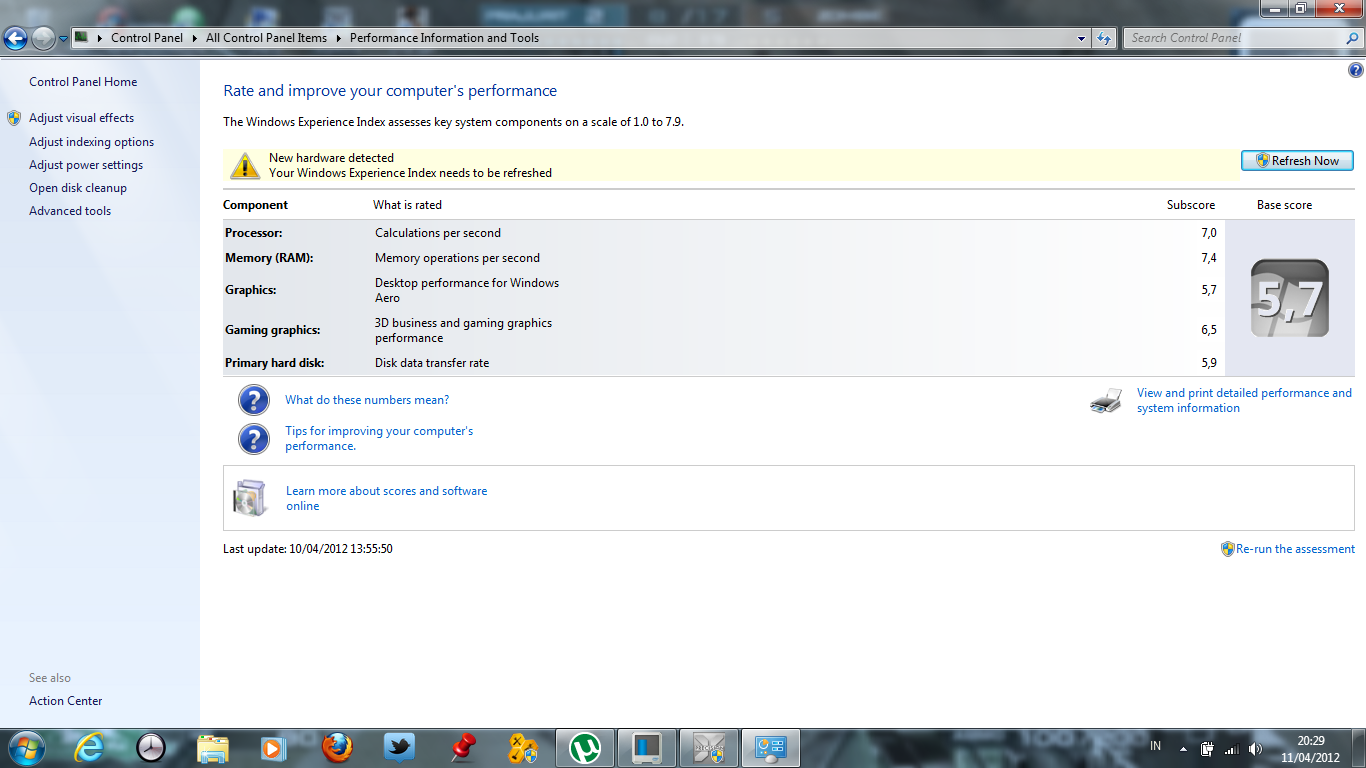 Control Panel
All Control Panel Items
Performance Information and Tools
Search Control Panel
Control Panel Home
Adjust visual effects
Adjust indexing options
Adjust power settings
Open disk cleanup
Advanced tools
See also
Action Center
Rate and improve your computer's performance
The Windows Experience Index assesses key system components on a scale of 1.0 to 7.9.
New hardware detected
Your Windows Experience Index needs to be refreshed
Refresh Now
Component What is rated Subscore Base score
Processor: Calculations per second 7,0
Memory (RAM): Memory operations per second 7,4
Graphics: Desktop performance for Windows
Aero 5,7
Gaming graphics: 3D business and gaming graphics
performance 6,5
Primary hard disk: Disk data transfer rate 5,9
5,7
What do these numbers mean?
Tips for improving your computer's
performance.
View and print detailed performance and
system information
Learn more about scores and software
online
Last update: 10/04/2012 13:55:50
Re-run the assessment
IN
20:29
11/04/2012